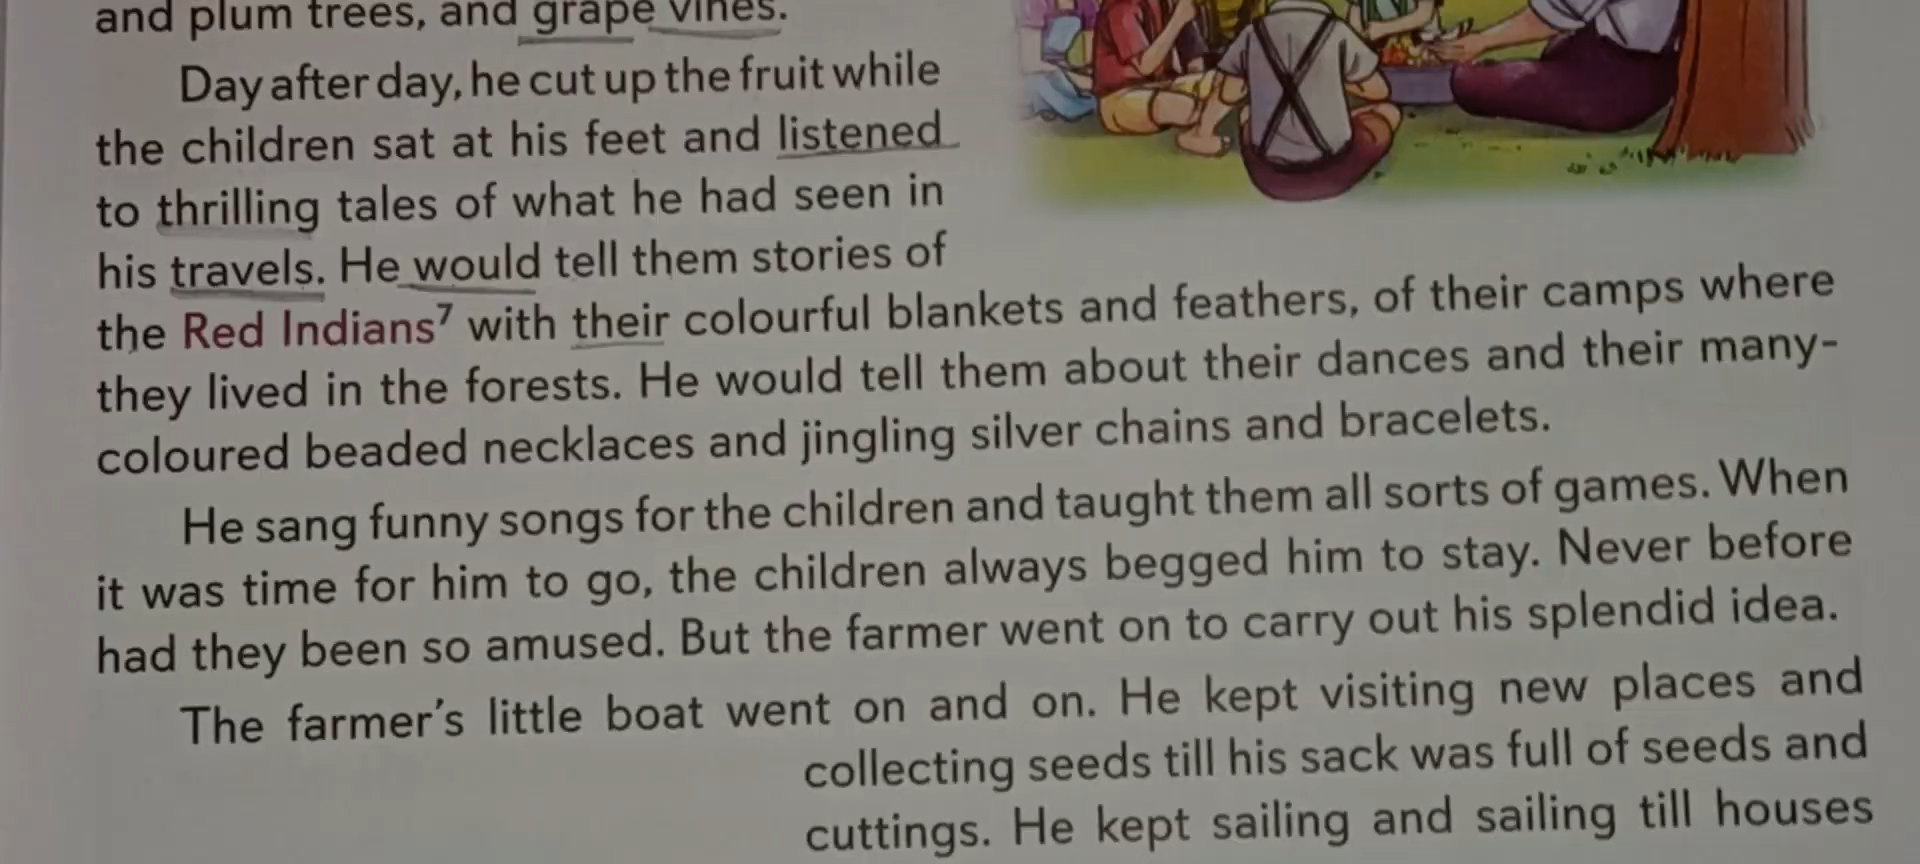 and plum trees, and grape vines.
Day after day, he cut up the fruit while
the children sat at his feet and listened
to thrilling tales of what he had seen in
his travels. He would tell them stories of
the Red Indians⁷ with their colourful blankets and feathers, of their camps where
they lived in the forests. He would tell them about their dances and their many-
coloured beaded necklaces and jingling silver chains and bracelets.
He sang funny songs for the children and taught them all sorts of games. When
it was time for him to go, the children always begged him to stay. Never before
had they been so amused. But the farmer went on to carry out his splendid idea.
The farmer's little boat went on and on. He kept visiting new places and
collecting seeds till his sack was full of seeds and
cuttings. He kept sailing and sailing till houses